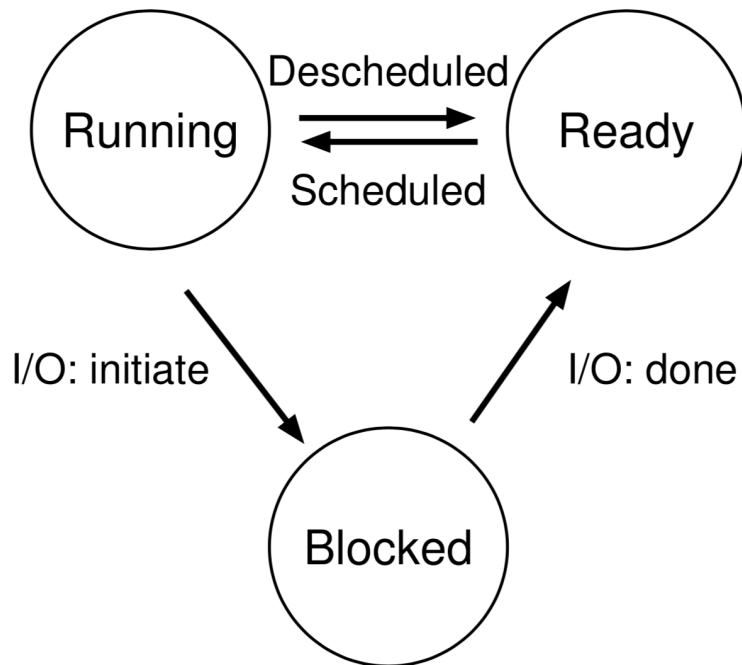 Descheduled
Running
Ready
Scheduled
I/O: initiate
I/O: done
Blocked